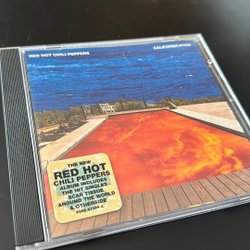 RED HOT CHILI PEPPERS
CALIFORNICATION
THE NEW
RED HOT
CHILI PEPPERS
ALBUM INCLUDES
THE HIT SINGLES
SCAR TISSUE
AROUND THE WORLD
& OTHERSIDE